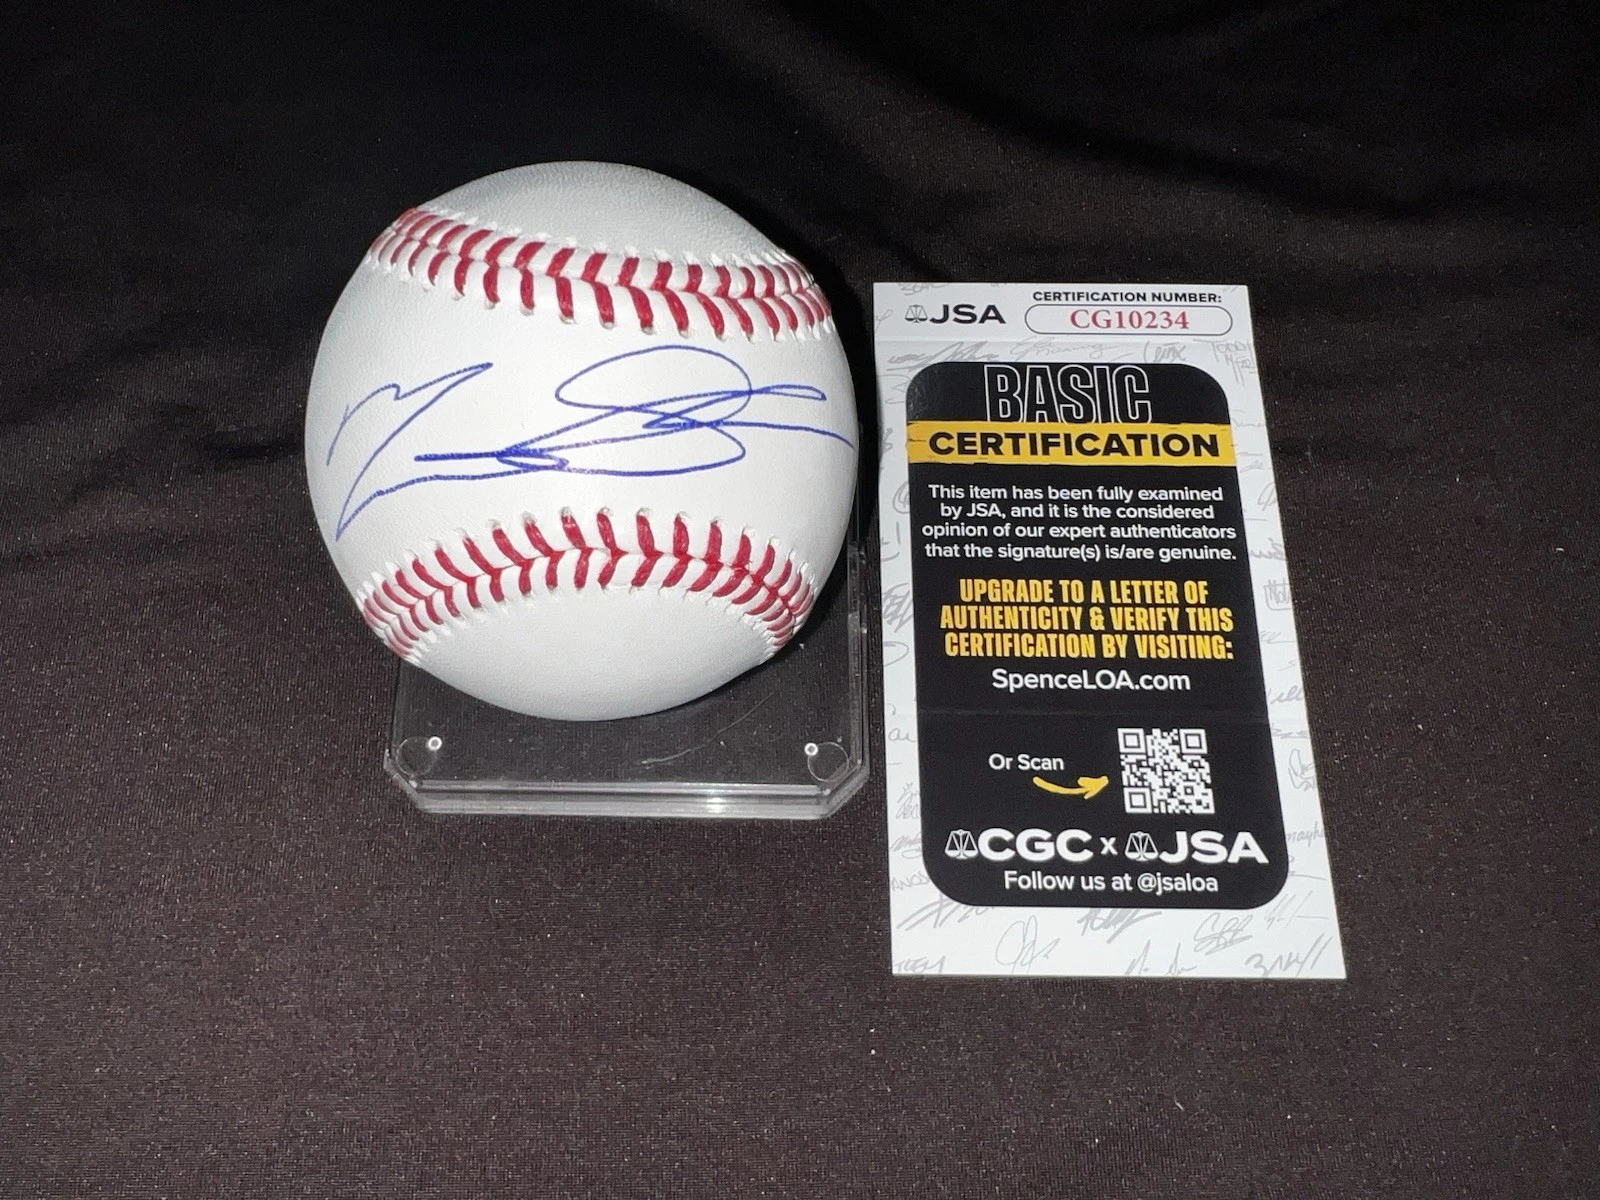 JSA
CERTIFICATION NUMBER:
CG10234
BASIC
CERTIFICATION
This item has been fully examined
by JSA, and it is the considered
opinion of our expert authenticators
that the signature(s) is/are genuine.
UPGRADE TO A LETTER OF
AUTHENTICITY & VERIFY THIS
CERTIFICATION BY VISITING:
SpenceLOA.com
Or Scan
CGC x JSA
Follow us at @jsaloa